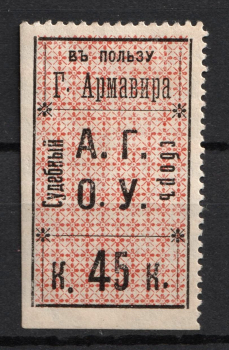 ВЪ ПОЛЬЗУ
Г. Армавира
Судебный
А. Г.
О. У.
сборъ
К. 45 К.